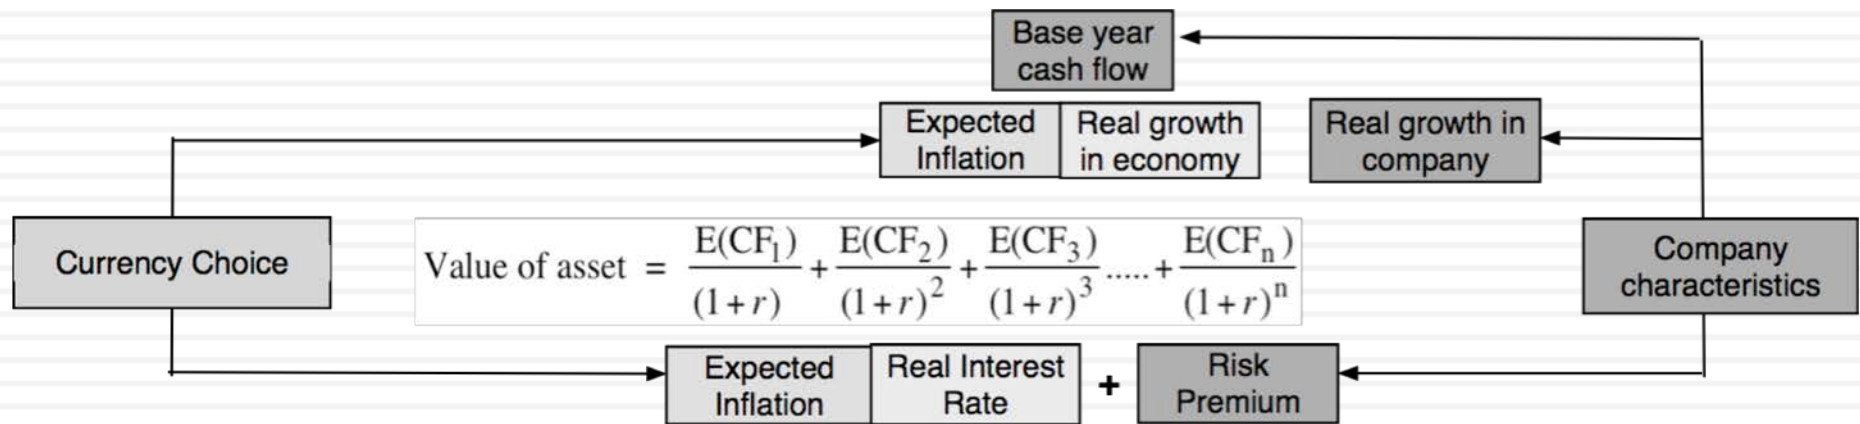 Base year
cash flow
Expected
Inflation
Real growth
in economy
Real growth in
company
Currency Choice
Value of asset = E(CF₁)/(1+r) + E(CF₂)/(1+r)² + E(CF₃)/(1+r)³ ..... + E(CFₙ)/(1+r)ⁿ
Company
characteristics
Expected
Inflation
Real Interest
Rate
+
Risk
Premium